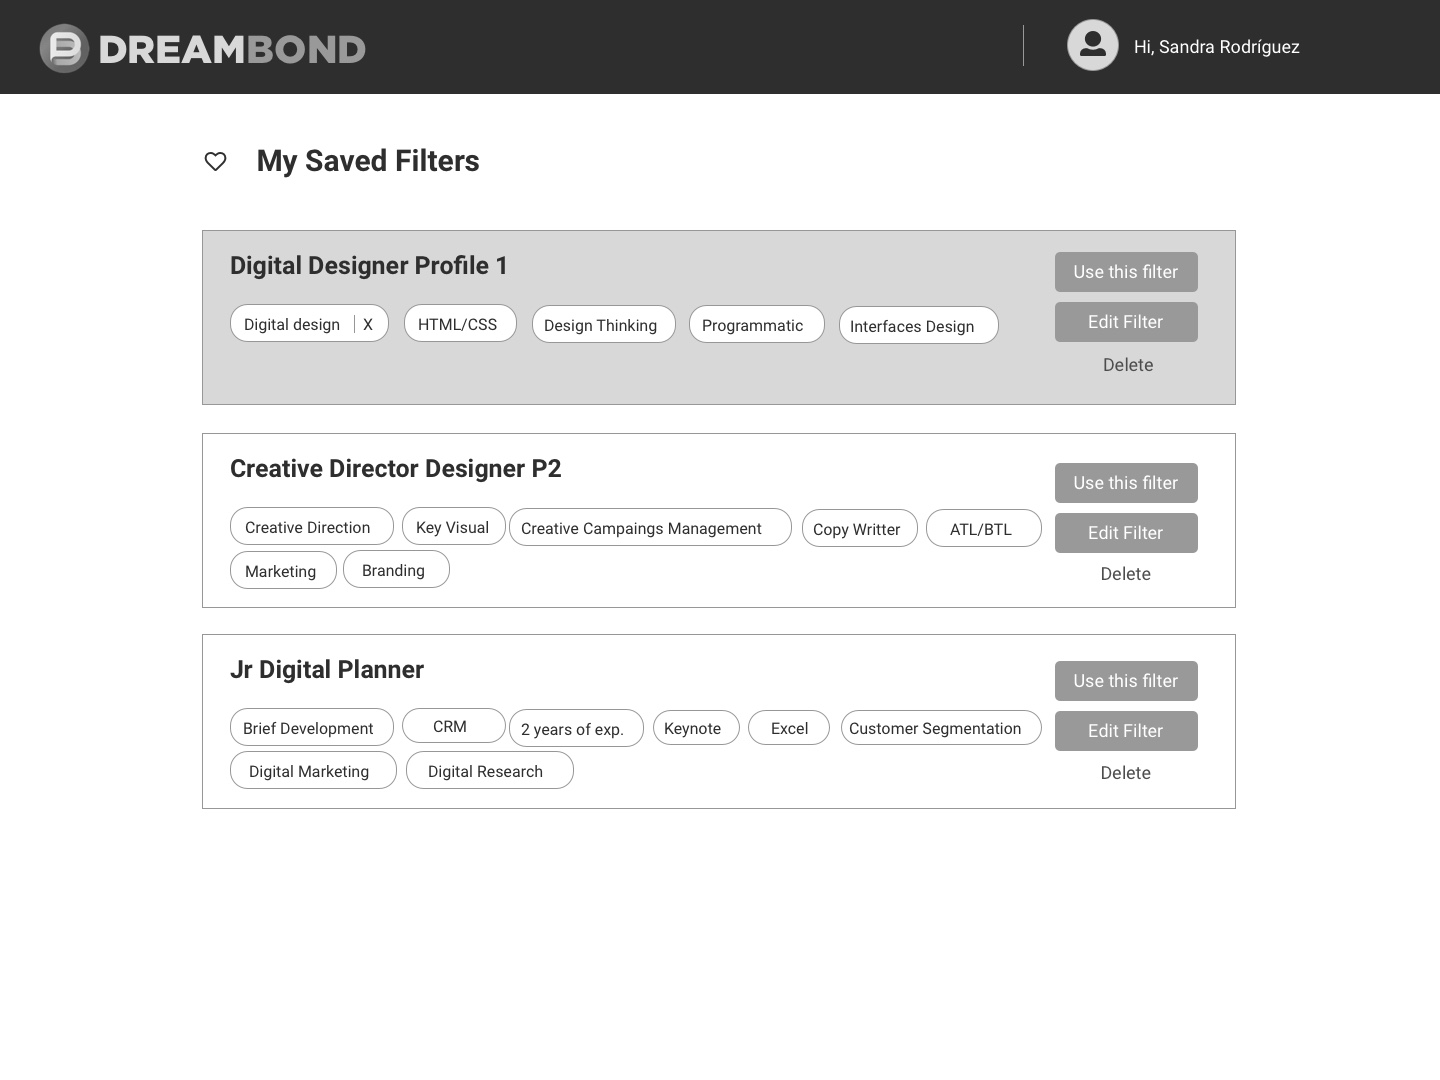 DREAMBOND
Hi, Sandra Rodríguez
My Saved Filters
Digital Designer Profile 1
Use this filter
Digital design | X HTML/CSS Design Thinking Programmatic Interfaces Design
Edit Filter
Delete
Creative Director Designer P2
Use this filter
Creative Direction Key Visual Creative Campaings Management Copy Writter ATL/BTL
Edit Filter
Marketing Branding
Delete
Jr Digital Planner
Use this filter
Brief Development CRM 2 years of exp. Keynote Excel Customer Segmentation
Edit Filter
Digital Marketing Digital Research
Delete